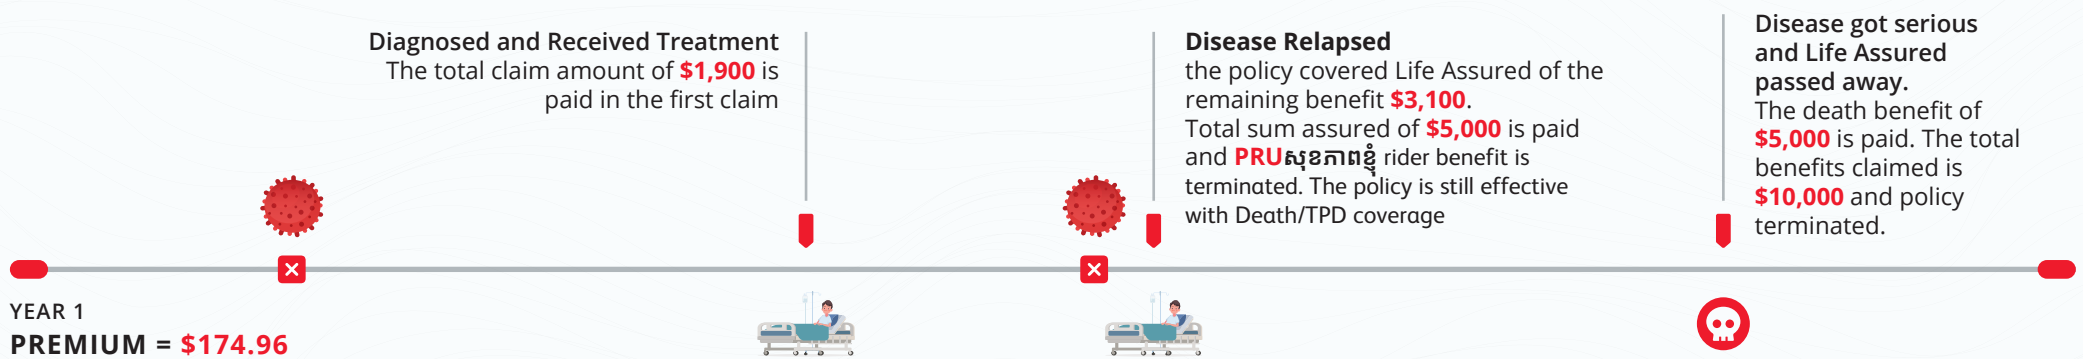 Diagnosed and Received Treatment
The total claim amount of $1,900 is
paid in the first claim
Disease Relapsed
the policy covered Life Assured of the
remaining benefit $3,100.
Total sum assured of $5,000 is paid
and PRUសុខភាពខ្ញុំ rider benefit is
terminated. The policy is still effective
with Death/TPD coverage
Disease got serious
and Life Assured
passed away.
The death benefit of
$5,000 is paid. The total
benefits claimed is
$10,000 and policy
terminated.
YEAR 1
PREMIUM = $174.96